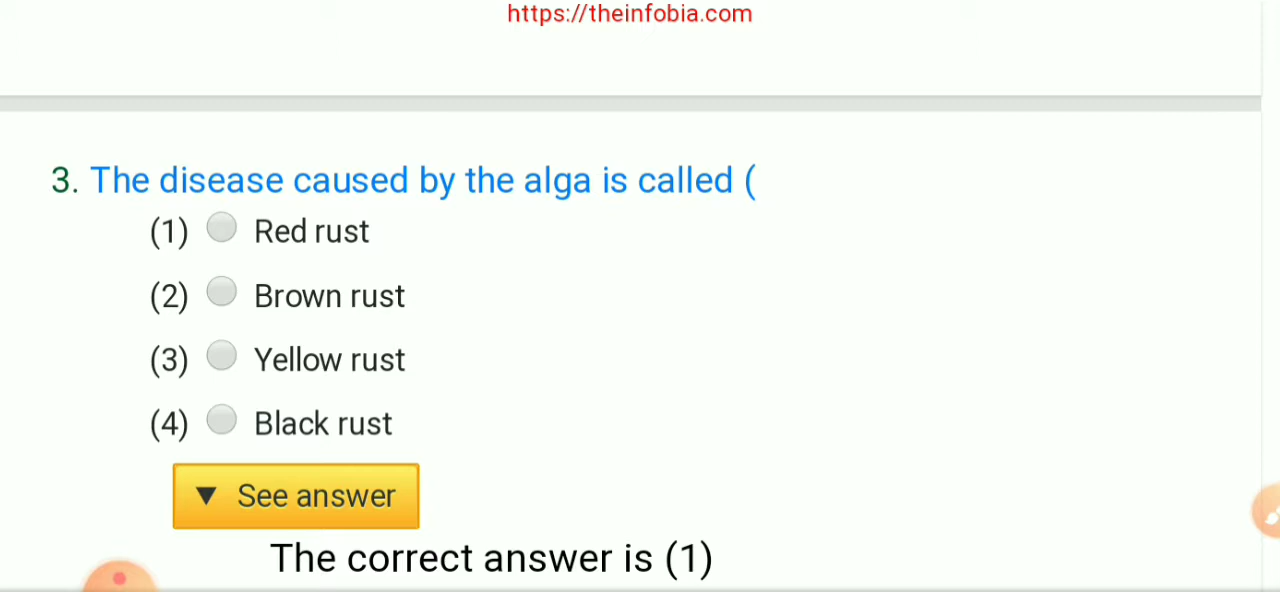 https://theinfobia.com
3. The disease caused by the alga is called (
(1) Red rust
(2) Brown rust
(3) Yellow rust
(4) Black rust
▼ See answer
The correct answer is (1)